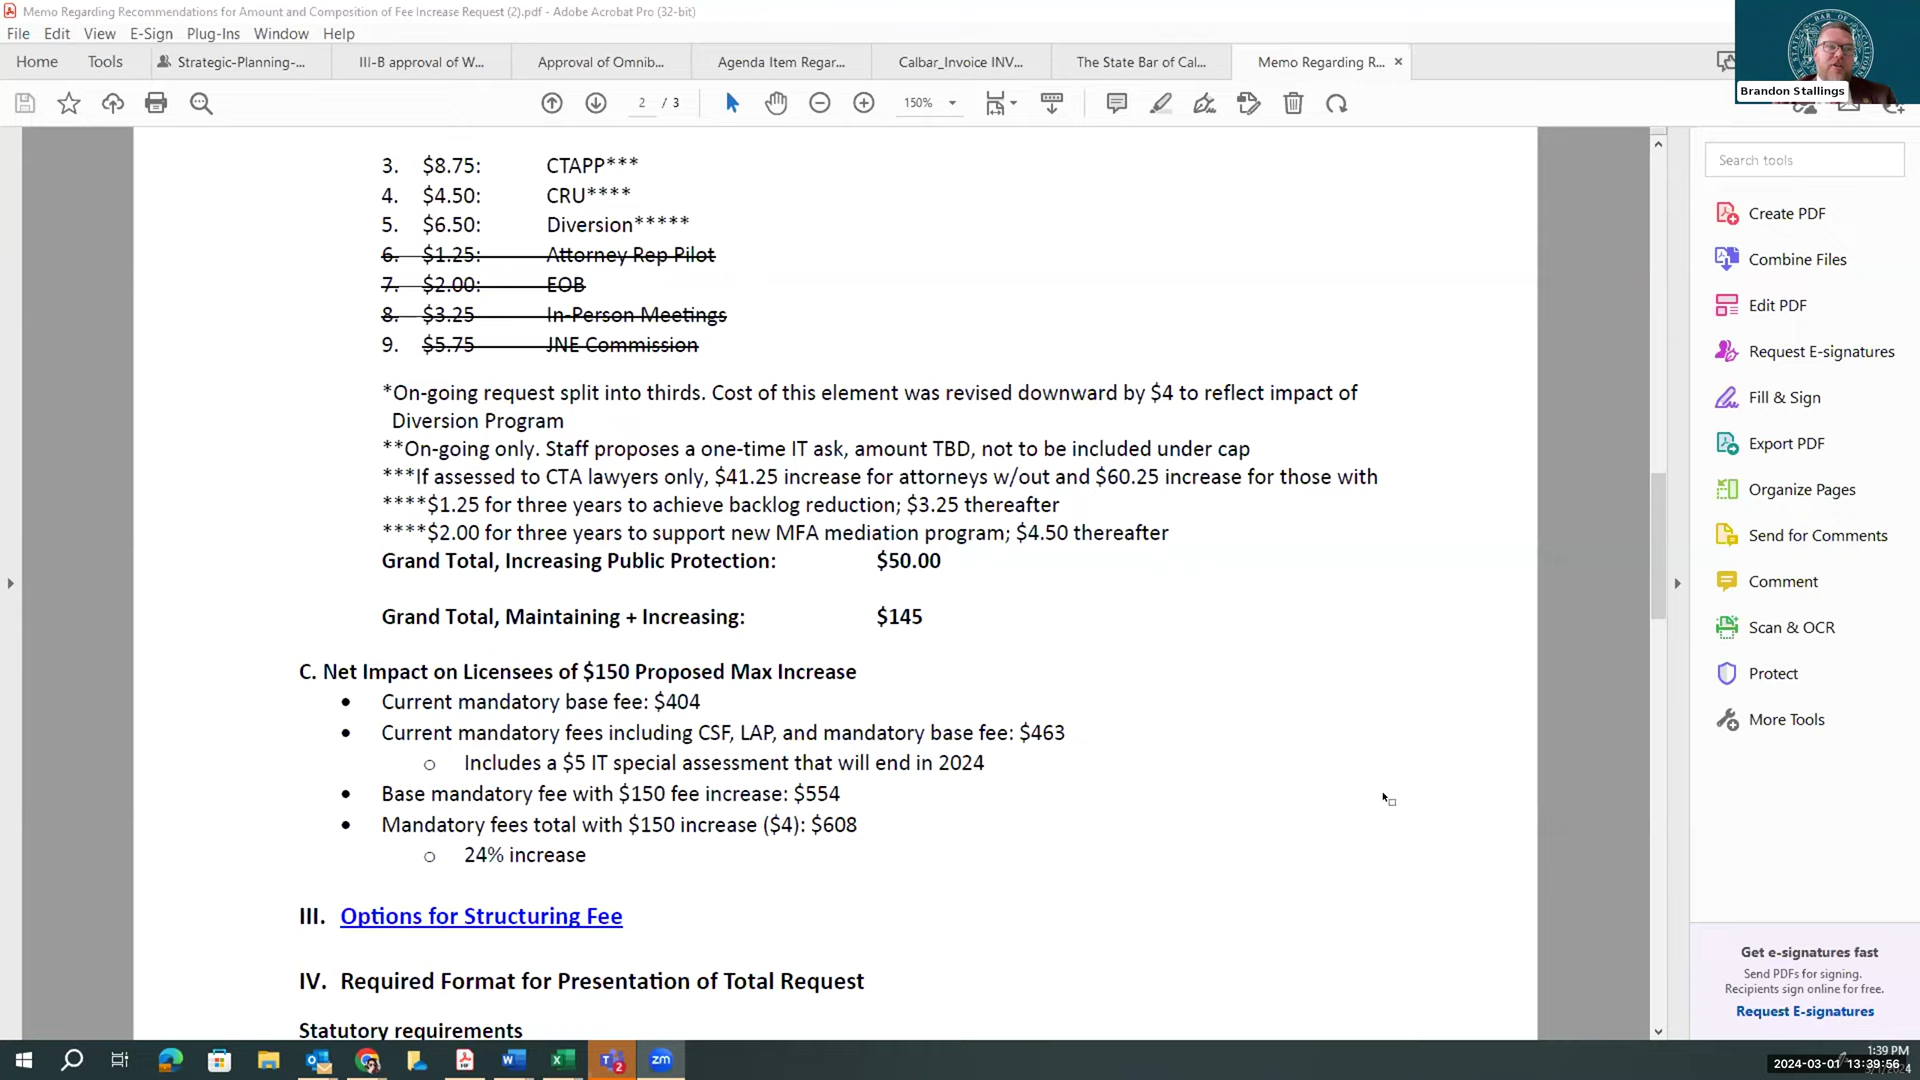 Memo Regarding Recommendations for Amount and Composition of Fee Increase Request (2).pdf - Adobe Acrobat Pro (32-bit)
File Edit View E-Sign Plug-Ins Window Help
Home Tools Strategic-Planning-... III-B approval of W... Approval of Omnib... Agenda Item Regar... Calbar_Invoice INV... The State Bar of Cal... Memo Regarding R... ×
2 / 3 150%
Brandon Stallings
3. $8.75: CTAPP***
4. $4.50: CRU****
5. $6.50: Diversion*****
6. $1.25: Attorney Rep Pilot
7. $2.00: EOB
8. $3.25 In-Person Meetings
9. $5.75 JNE Commission
*On-going request split into thirds. Cost of this element was revised downward by $4 to reflect impact of
Diversion Program
**On-going only. Staff proposes a one-time IT ask, amount TBD, not to be included under cap
***If assessed to CTA lawyers only, $41.25 increase for attorneys w/out and $60.25 increase for those with
****$1.25 for three years to achieve backlog reduction; $3.25 thereafter
****$2.00 for three years to support new MFA mediation program; $4.50 thereafter
Grand Total, Increasing Public Protection: $50.00
Grand Total, Maintaining + Increasing: $145
C. Net Impact on Licensees of $150 Proposed Max Increase
• Current mandatory base fee: $404
• Current mandatory fees including CSF, LAP, and mandatory base fee: $463
o Includes a $5 IT special assessment that will end in 2024
• Base mandatory fee with $150 fee increase: $554
• Mandatory fees total with $150 increase ($4): $608
o 24% increase
III. Options for Structuring Fee
IV. Required Format for Presentation of Total Request
Statutory requirements
Search tools
Create PDF
Combine Files
Edit PDF
Request E-signatures
Fill & Sign
Export PDF
Organize Pages
Send for Comments
Comment
Scan & OCR
Protect
More Tools
Get e-signatures fast
Send PDFs for signing.
Recipients sign online for free.
Request E-signatures
1:39 PM
2024-03-01 13:39:56